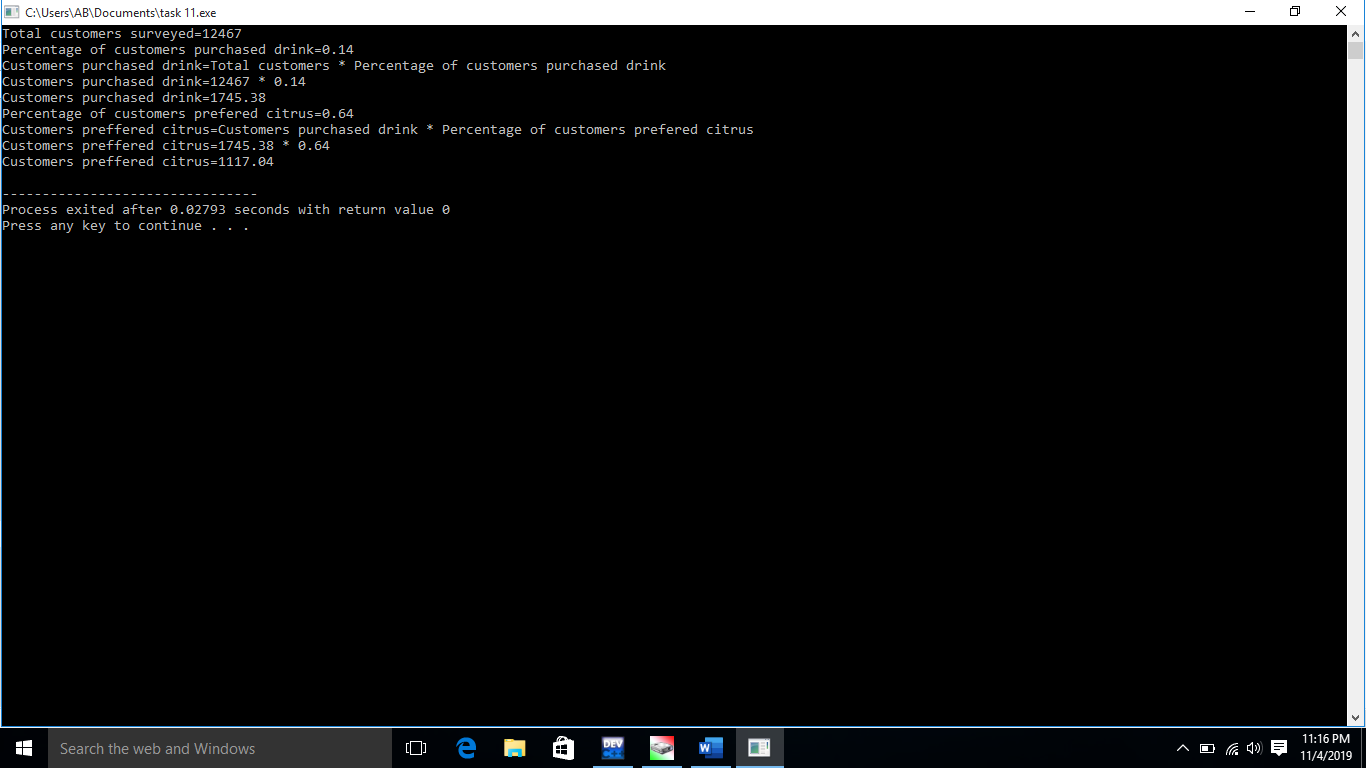 C:\Users\AB\Documents\task 11.exe
Total customers surveyed=12467
Percentage of customers purchased drink=0.14
Customers purchased drink=Total customers * Percentage of customers purchased drink
Customers purchased drink=12467 * 0.14
Customers purchased drink=1745.38
Percentage of customers prefered citrus=0.64
Customers preffered citrus=Customers purchased drink * Percentage of customers prefered citrus
Customers preffered citrus=1745.38 * 0.64
Customers preffered citrus=1117.04
--------------------------------
Process exited after 0.02793 seconds with return value 0
Press any key to continue . . .
Search the web and Windows
DEV
C++
W
11:16 PM
11/4/2019